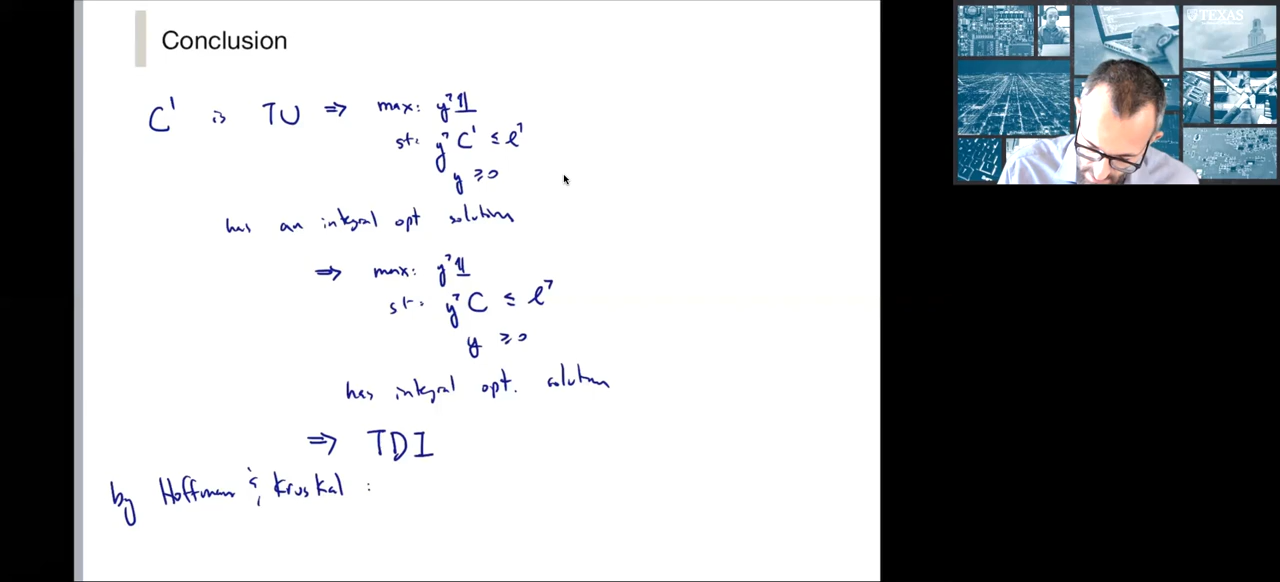 Conclusion
C' is TU ⇒ max: yᵀ𝟙
st: yᵀC' ≤ lᵀ
y ≥ 0
has an integral opt solution
⇒ max: yᵀ𝟙
st: yᵀC ≤ lᵀ
y ≥ 0
has integral opt. solution
⇒ TDI
by Hoffman & Kruskal :
TEXAS